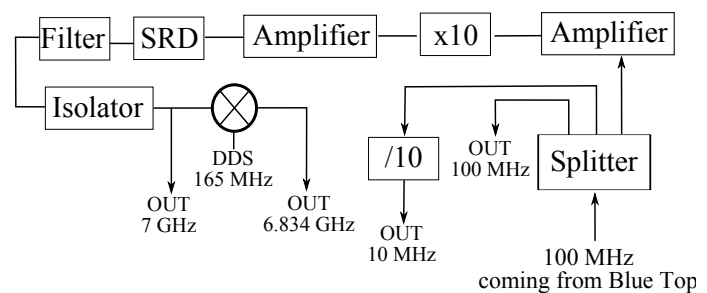 Filter
SRD
Amplifier
x10
Amplifier
Isolator
DDS
165 MHz
OUT
7 GHz
OUT
6.834 GHz
/10
OUT
10 MHz
OUT
100 MHz
Splitter
100 MHz
coming from Blue Top